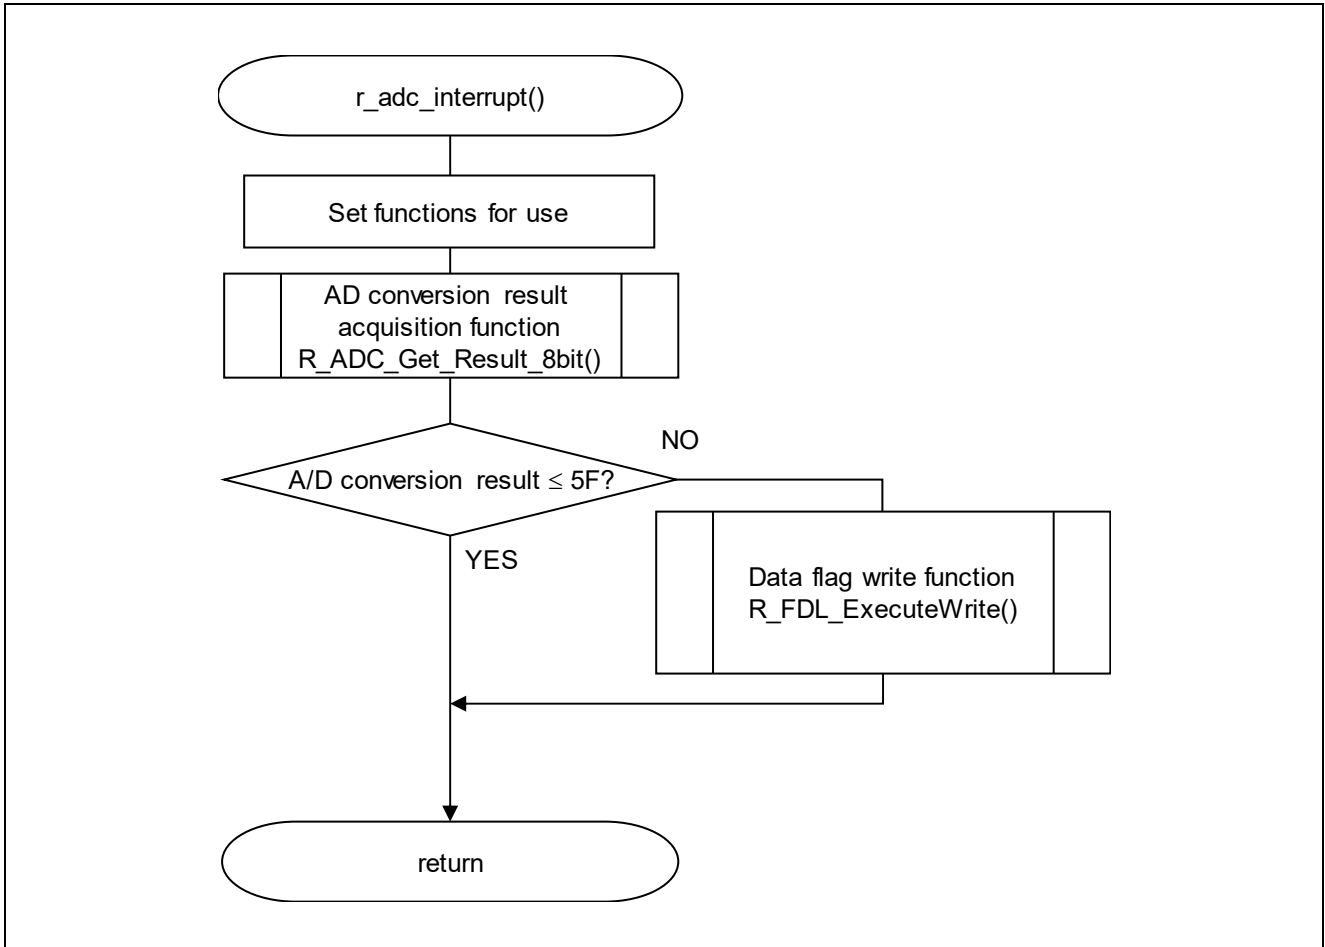 r_adc_interrupt()
Set functions for use
AD conversion result
acquisition function
R_ADC_Get_Result_8bit()
NO
A/D conversion result ≤ 5F?
YES
Data flag write function
R_FDL_ExecuteWrite()
return